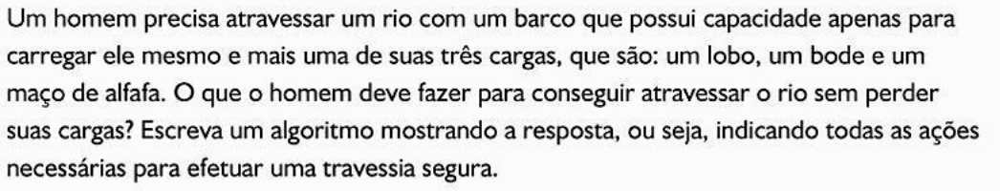 Um homem precisa atravessar um rio com um barco que possui capacidade apenas para
carregar ele mesmo e mais uma de suas três cargas, que são: um lobo, um bode e um
maço de alfafa. O que o homem deve fazer para conseguir atravessar o rio sem perder
suas cargas? Escreva um algoritmo mostrando a resposta, ou seja, indicando todas as ações
necessárias para efetuar uma travessia segura.